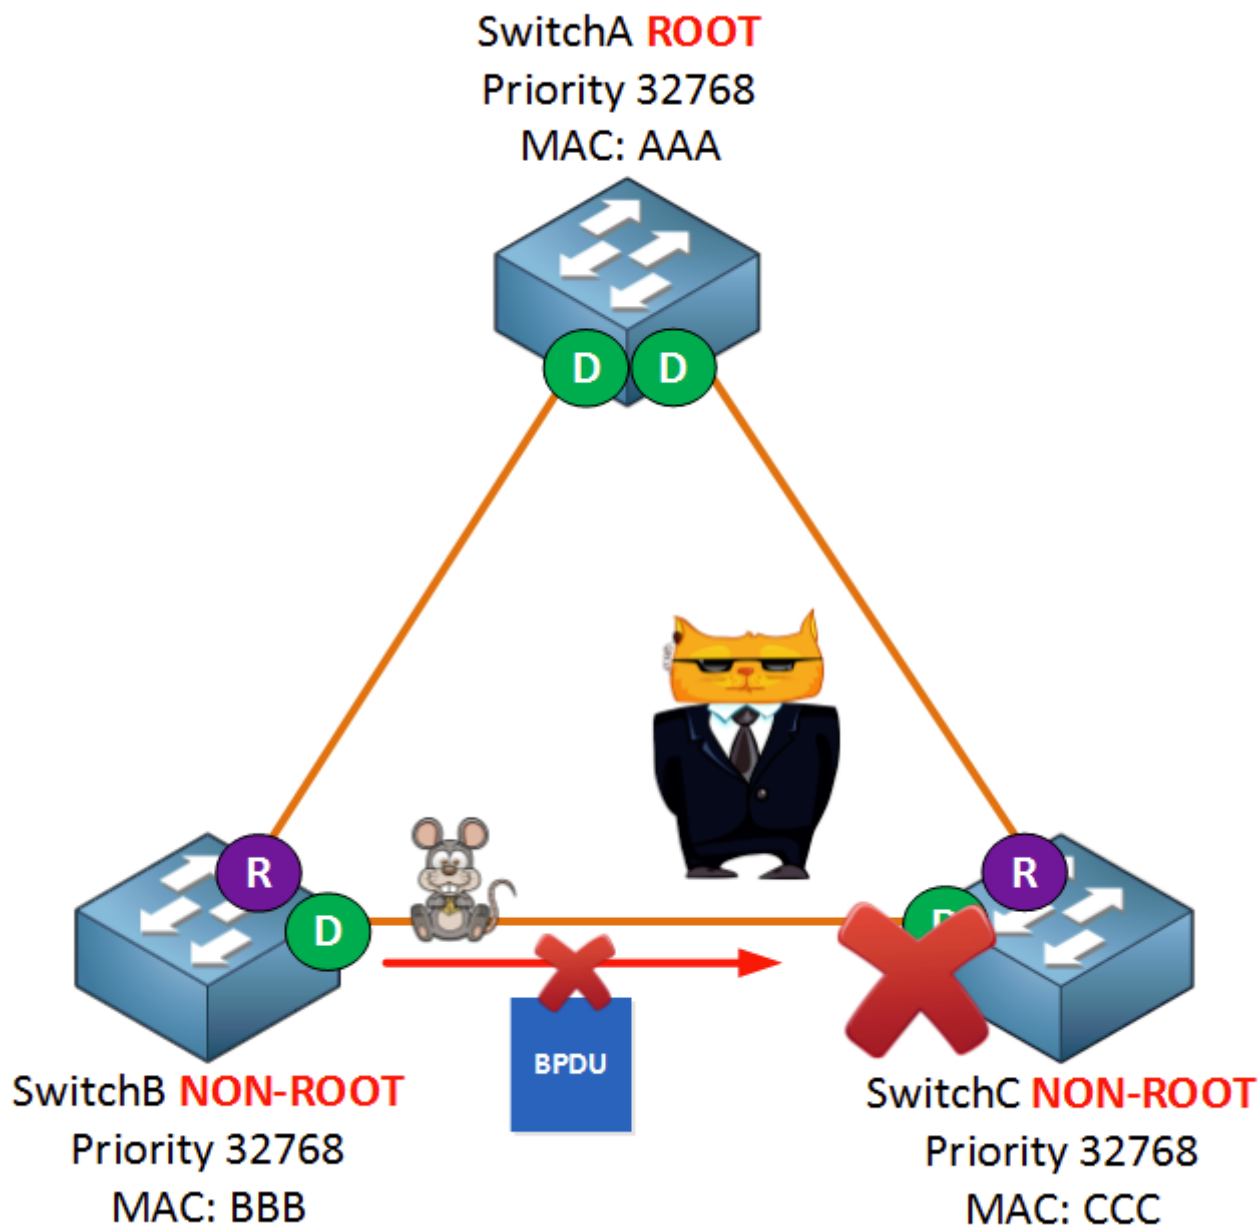 SwitchA ROOT
Priority 32768
MAC: AAA
D D
R
R
D
BPDU
SwitchB NON-ROOT
Priority 32768
MAC: BBB
SwitchC NON-ROOT
Priority 32768
MAC: CCC